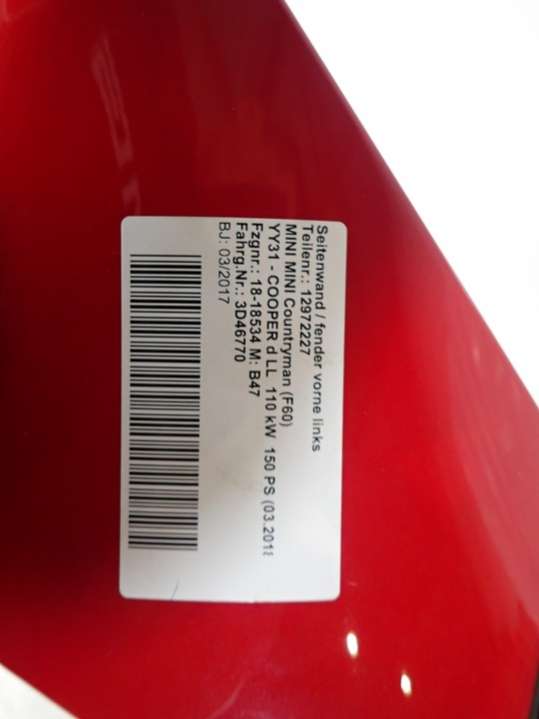 Seitenwand / fender vorne links
Teilenr.: 12972227
MINI MINI Countryman (F60)
YY31 - COOPER d LL 110 kW 150 PS (03.2018
Fzgnr.: 18-18534 M: B47
Fahrg.Nr.: 3D46770
BJ: 03/2017